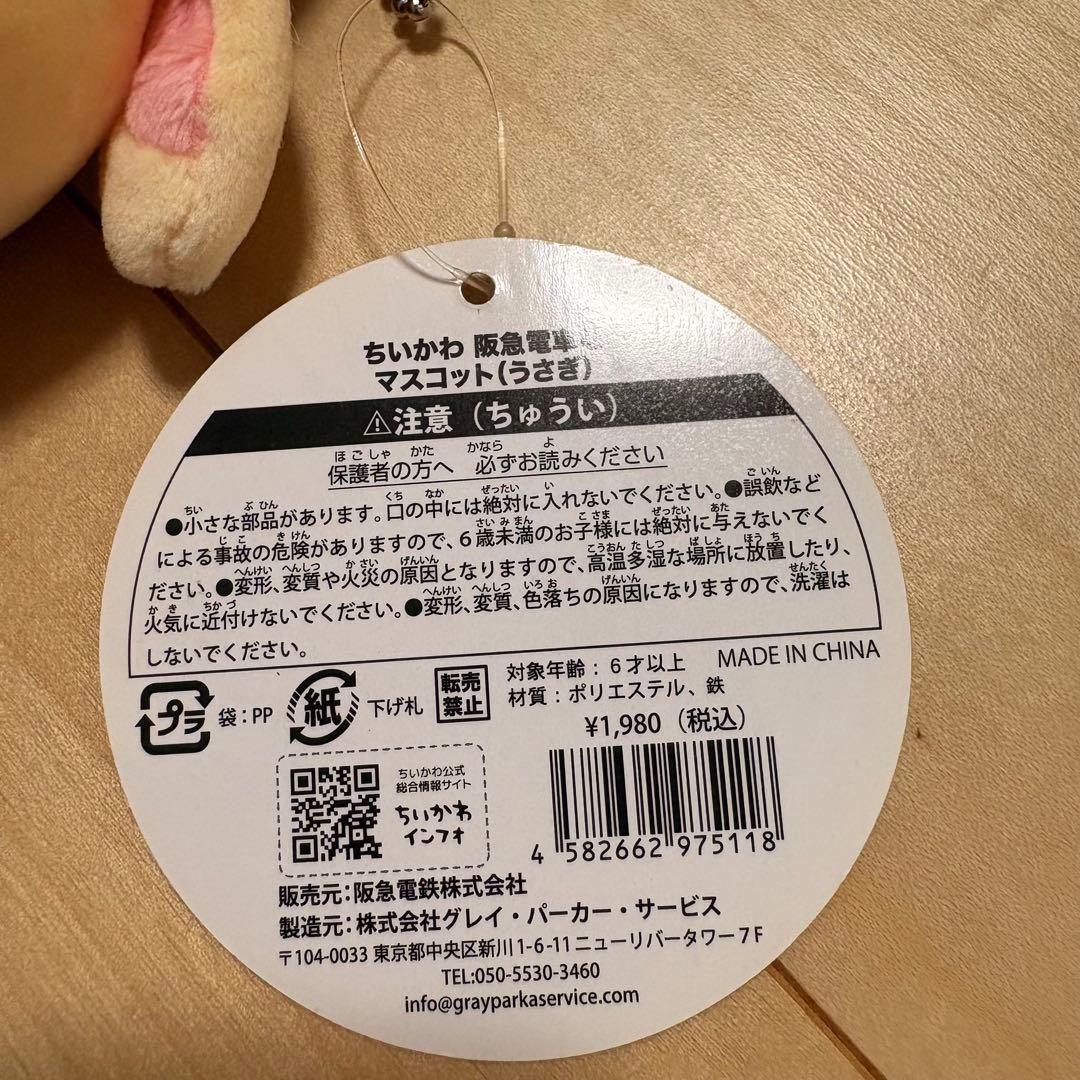 ちいかわ 阪急電車
マスコット(うさぎ)
⚠注意（ちゅうい）
保護者の方へ 必ずお読みください
●小さな部品があります。口の中には絶対に入れないでください。●誤飲など
による事故の危険がありますので、6歳未満のお子様には絶対に与えないでく
ださい。●変形、変質や火災の原因となりますので、高温多湿な場所に放置したり、
火気に近付けないでください。●変形、変質、色落ちの原因になりますので、洗濯は
しないでください。
プラ 袋:PP 紙 下げ札 転売禁止 対象年齢：6才以上 MADE IN CHINA
材質：ポリエステル、鉄
¥1,980（税込）
ちいかわ公式
総合情報サイト
ちいかわ
インフォ
4 582662 975118
販売元:阪急電鉄株式会社
製造元:株式会社グレイ・パーカー・サービス
〒104-0033 東京都中央区新川1-6-11 ニューリバータワー7F
TEL:050-5530-3460
info@grayparkaservice.com